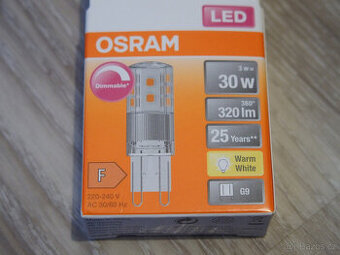 LED
OSRAM
Dimmable*
3 W =
30 W
360°
320 lm
25 Years**
Warm
White
F
G9
220-240 V
AC 50/60 Hz